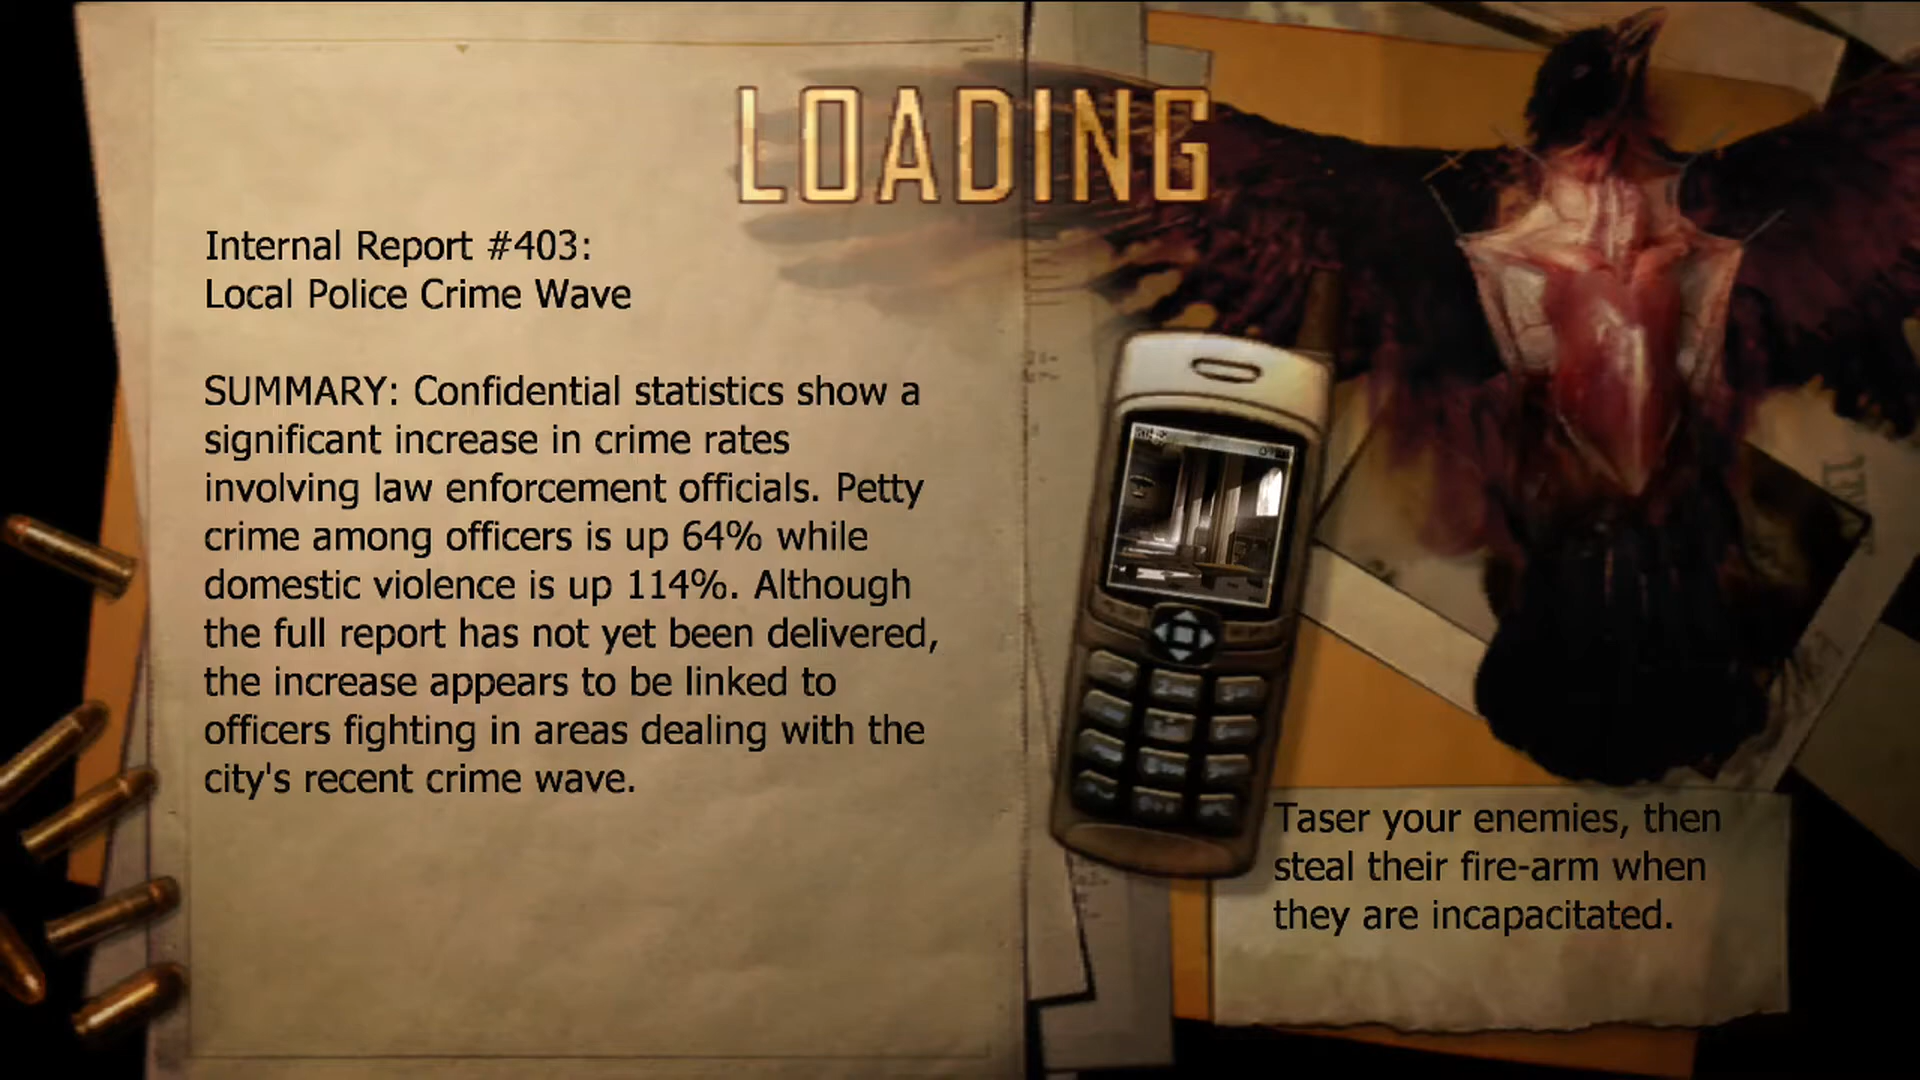 LOADING
Internal Report #403:
Local Police Crime Wave
SUMMARY: Confidential statistics show a
significant increase in crime rates
involving law enforcement officials. Petty
crime among officers is up 64% while
domestic violence is up 114%. Although
the full report has not yet been delivered,
the increase appears to be linked to
officers fighting in areas dealing with the
city's recent crime wave.
Taser your enemies, then
steal their fire-arm when
they are incapacitated.